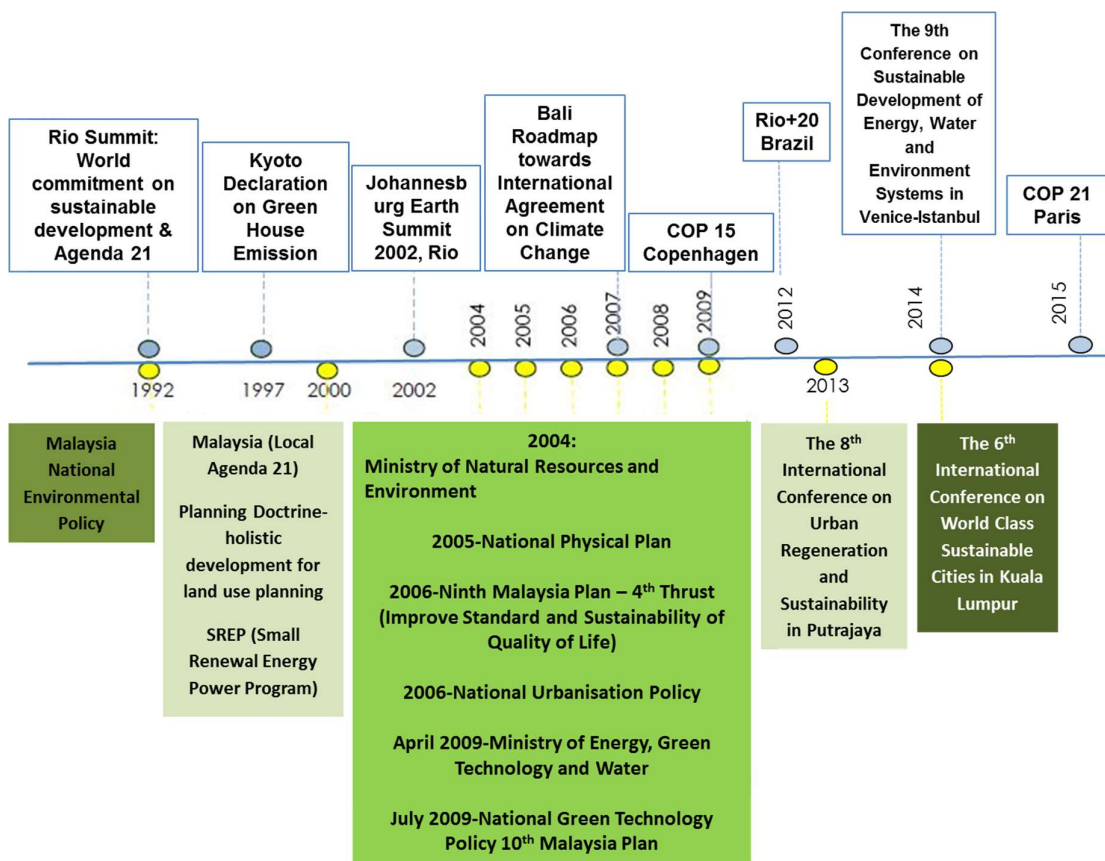 Rio Summit:
World
commitment on
sustainable
development &
Agenda 21
Kyoto
Declaration
on Green
House
Emission
Johannesb
urg Earth
Summit
2002, Rio
Bali
Roadmap
towards
International
Agreement
on Climate
Change
COP 15
Copenhagen
Rio+20
Brazil
The 9th
Conference on
Sustainable
Development of
Energy, Water
and
Environment
Systems in
Venice-Istanbul
COP 21
Paris
1992
1997
2000
2002
2004
2005
2006
2007
2008
2009
2012
2013
2014
2015
Malaysia
National
Environmental
Policy
Malaysia (Local
Agenda 21)
Planning Doctrine-
holistic
development for
land use planning
SREP (Small
Renewal Energy
Power Program)
2004:
Ministry of Natural Resources and
Environment
2005-National Physical Plan
2006-Ninth Malaysia Plan – 4th Thrust
(Improve Standard and Sustainability of
Quality of Life)
2006-National Urbanisation Policy
April 2009-Ministry of Energy, Green
Technology and Water
July 2009-National Green Technology
Policy 10th Malaysia Plan
The 8th
International
Conference on
Urban
Regeneration
and
Sustainability
in Putrajaya
The 6th
International
Conference on
World Class
Sustainable
Cities in Kuala
Lumpur